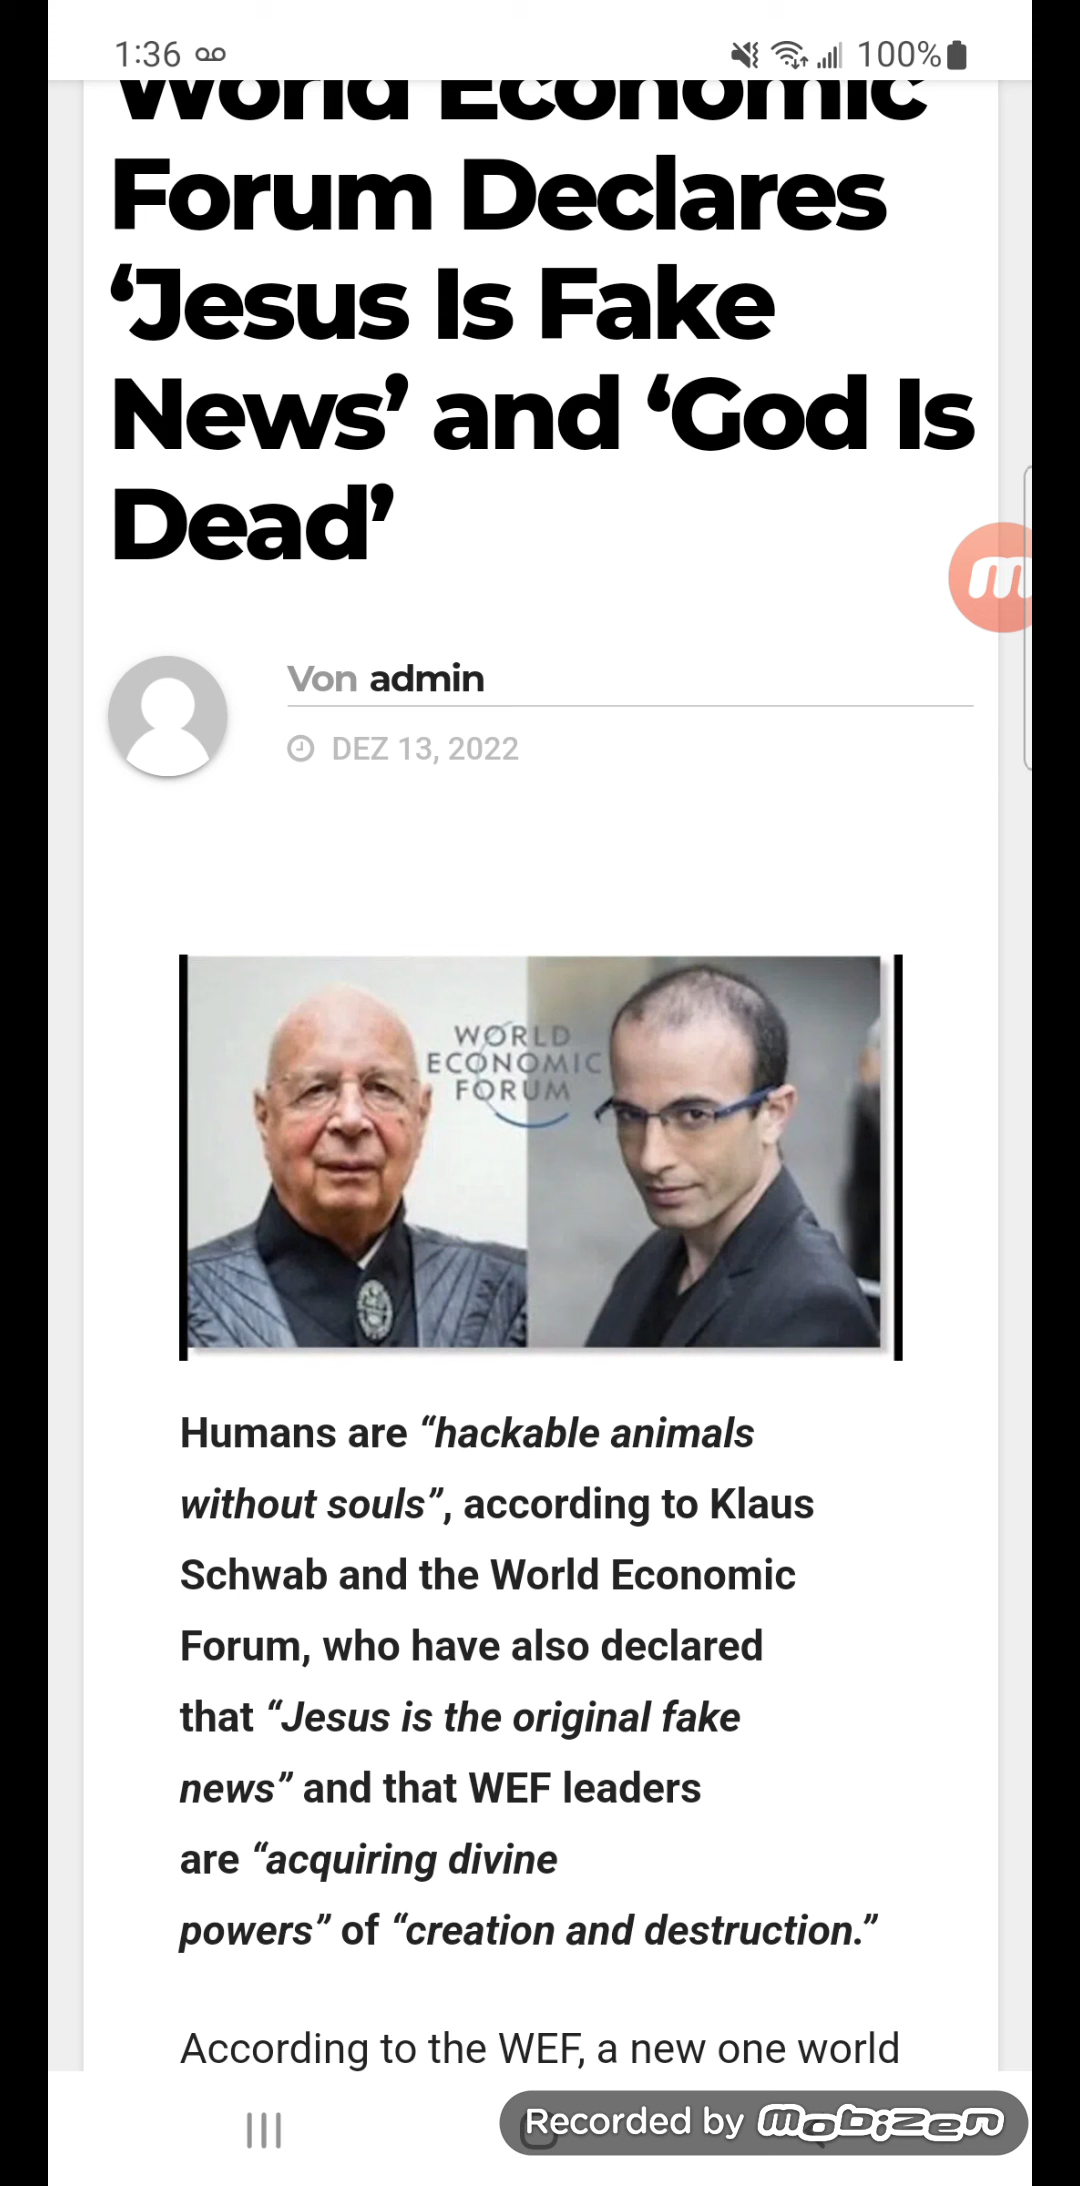 1:36
100%
World Economic
Forum Declares
‘Jesus Is Fake
News’ and ‘God Is
Dead’
Von admin
DEZ 13, 2022
WORLD
ECONOMIC
FORUM
Humans are “hackable animals
without souls”, according to Klaus
Schwab and the World Economic
Forum, who have also declared
that “Jesus is the original fake
news” and that WEF leaders
are “acquiring divine
powers” of “creation and destruction.”
According to the WEF, a new one world
Recorded by mobizen